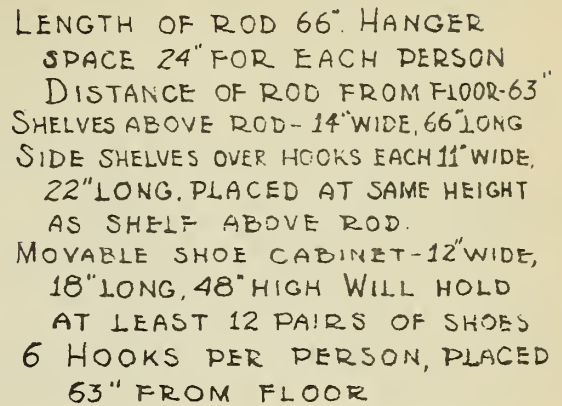 LENGTH OF ROD 66". HANGER
SPACE 24" FOR EACH PERSON
DISTANCE OF ROD FROM FLOOR-63"
SHELVES ABOVE ROD- 14" WIDE, 66" LONG
SIDE SHELVES OVER HOOKS EACH 11" WIDE,
22" LONG. PLACED AT SAME HEIGHT
AS SHELF ABOVE ROD.
MOVABLE SHOE CABINET-12" WIDE,
18" LONG, 48" HIGH WILL HOLD
AT LEAST 12 PAIRS OF SHOES
6 HOOKS PER PERSON, PLACED
63" FROM FLOOR